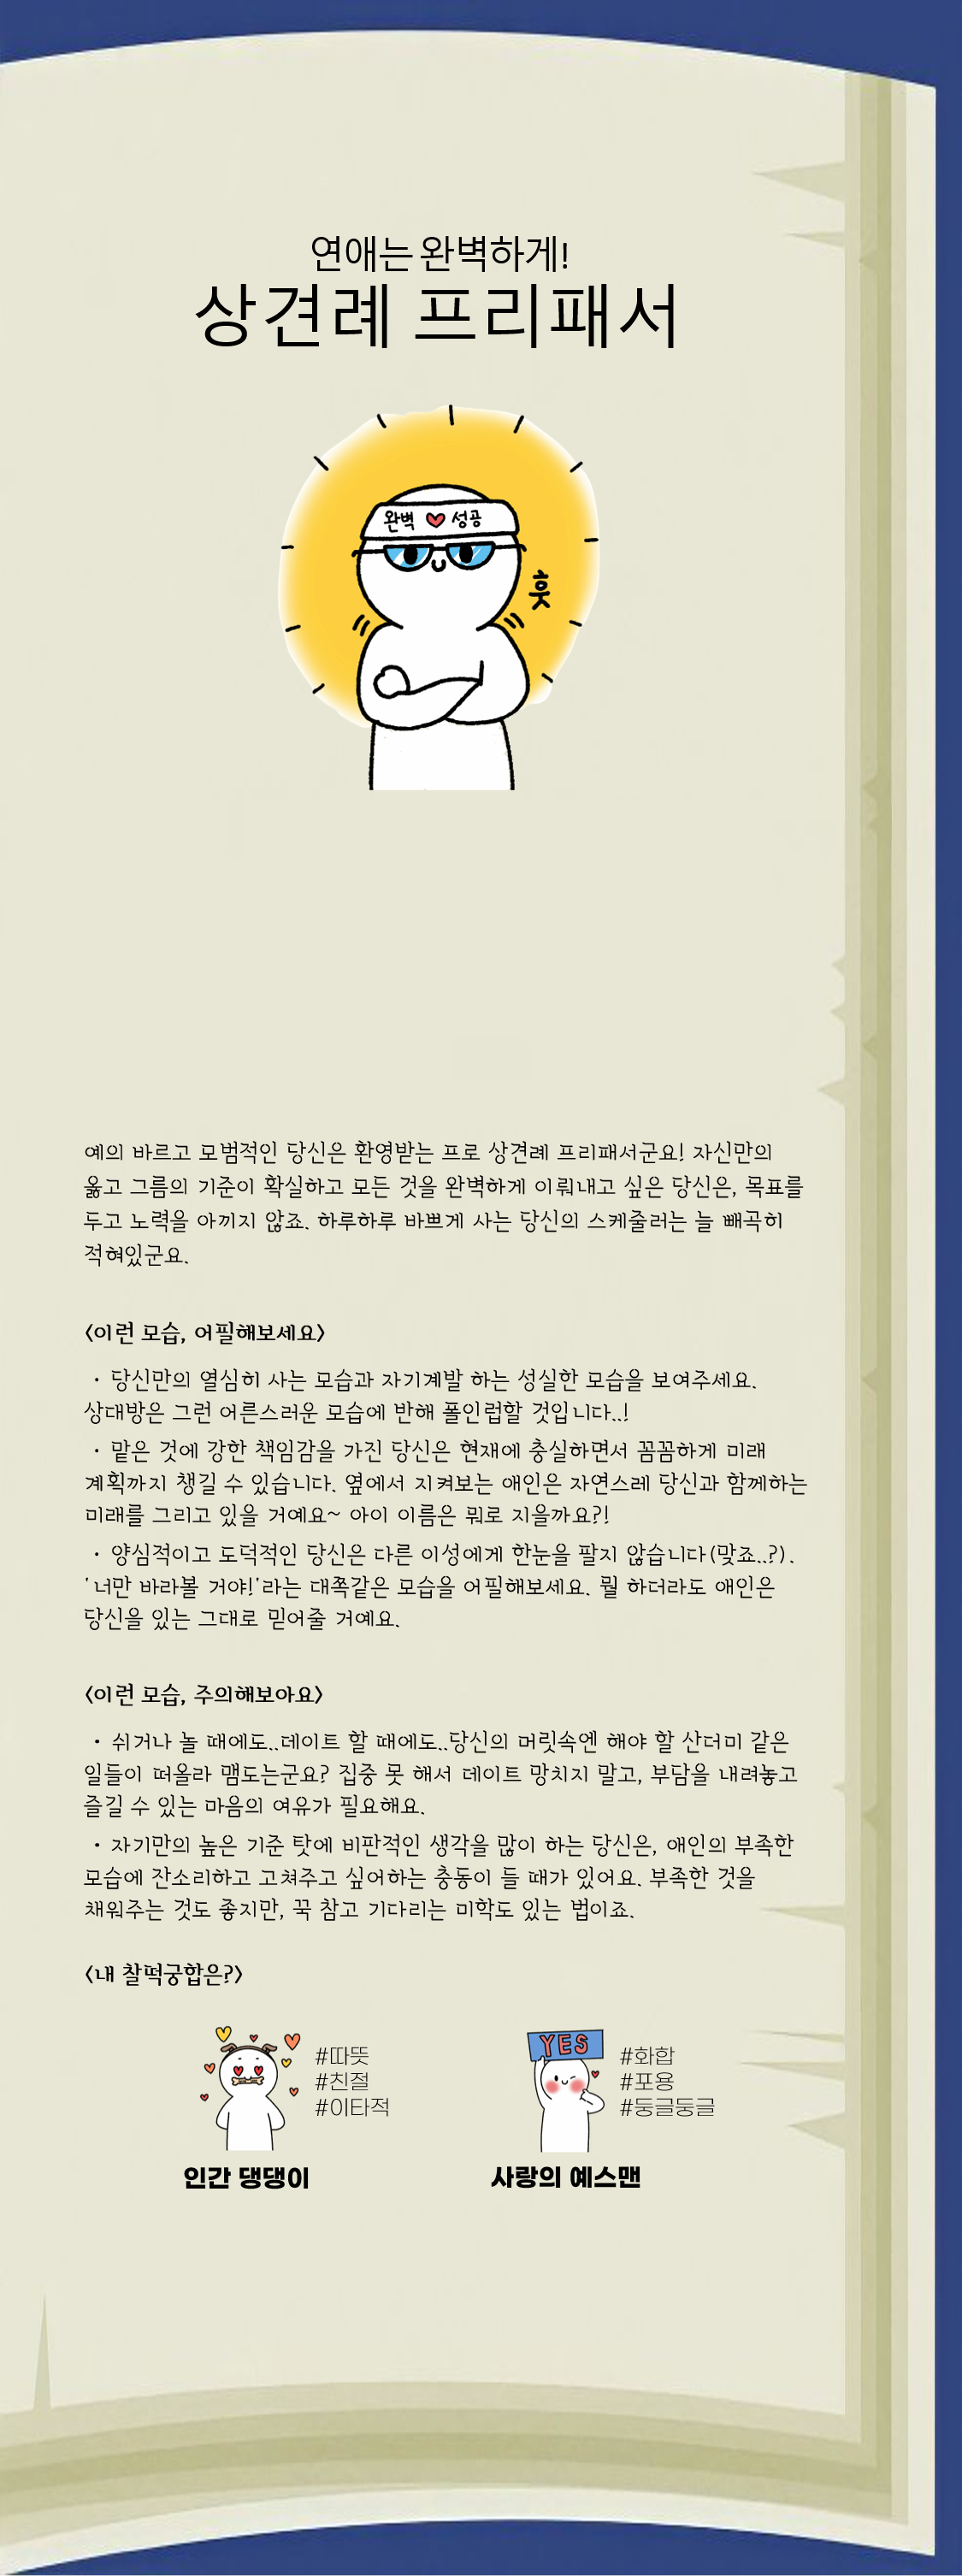 연애는 완벽하게!
상견례 프리패서
완벽 ♥ 성공
훗
예의 바르고 모범적인 당신은 환영받는 프로 상견례 프리패서군요! 자신만의
옳고 그름의 기준이 확실하고 모든 것을 완벽하게 이뤄내고 싶은 당신은, 목표를
두고 노력을 아끼지 않죠. 하루하루 바쁘게 사는 당신의 스케줄러는 늘 빼곡히
적혀있군요.
<이런 모습, 어필해보세요>
· 당신만의 열심히 사는 모습과 자기계발 하는 성실한 모습을 보여주세요.
상대방은 그런 어른스러운 모습에 반해 폴인럽할 것입니다..!
· 맡은 것에 강한 책임감을 가진 당신은 현재에 충실하면서 꼼꼼하게 미래
계획까지 챙길 수 있습니다. 옆에서 지켜보는 애인은 자연스레 당신과 함께하는
미래를 그리고 있을 거예요~ 아이 이름은 뭐로 지을까요?!
· 양심적이고 도덕적인 당신은 다른 이성에게 한눈을 팔지 않습니다(맞죠..?).
'너만 바라볼 거야!'라는 대쪽같은 모습을 어필해보세요. 뭘 하더라도 애인은
당신을 있는 그대로 믿어줄 거예요.
<이런 모습, 주의해보아요>
· 쉬거나 놀 때에도..데이트 할 때에도..당신의 머릿속엔 해야 할 산더미 같은
일들이 떠올라 맴도는군요? 집중 못 해서 데이트 망치지 말고, 부담을 내려놓고
즐길 수 있는 마음의 여유가 필요해요.
· 자기만의 높은 기준 탓에 비판적인 생각을 많이 하는 당신은, 애인의 부족한
모습에 잔소리하고 고쳐주고 싶어하는 충동이 들 때가 있어요. 부족한 것을
채워주는 것도 좋지만, 꾹 참고 기다리는 미학도 있는 법이죠.
<내 찰떡궁합은?>
#따뜻
#친절
#이타적
인간 댕댕이
YES
#화합
#포용
#둥글둥글
사랑의 예스맨